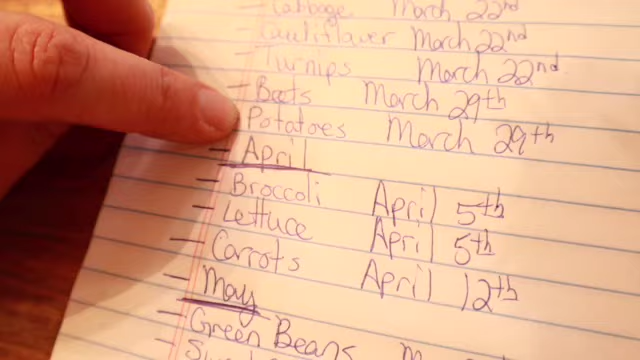 - Cabbage March 22nd
- Cauliflower March 22nd
- Turnips March 22nd
- Beets March 29th
Potatoes March 29th
- April
- Broccoli April 5th
- Lettuce April 5th
- Carrots April 12th
- May
- Green Beans